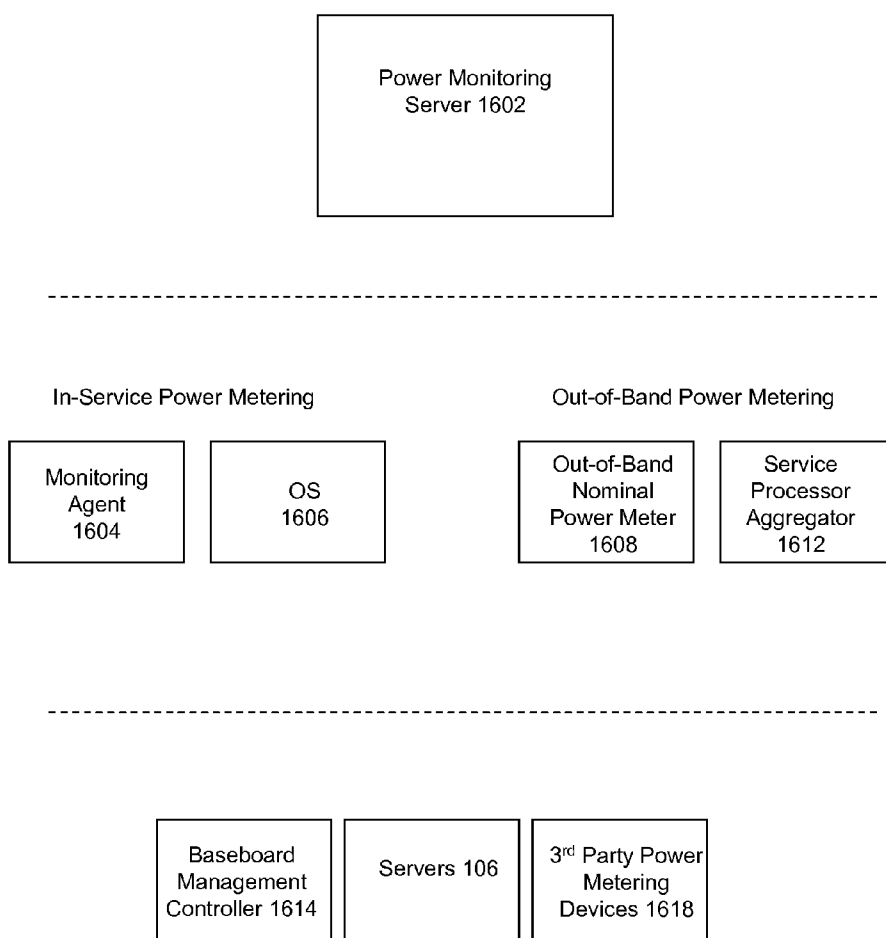 Power Monitoring
Server 1602
In-Service Power Metering
Out-of-Band Power Metering
Monitoring
Agent
1604
OS
1606
Out-of-Band
Nominal
Power Meter
1608
Service
Processor
Aggregator
1612
Baseboard
Management
Controller 1614
Servers 106
3rd Party Power
Metering
Devices 1618